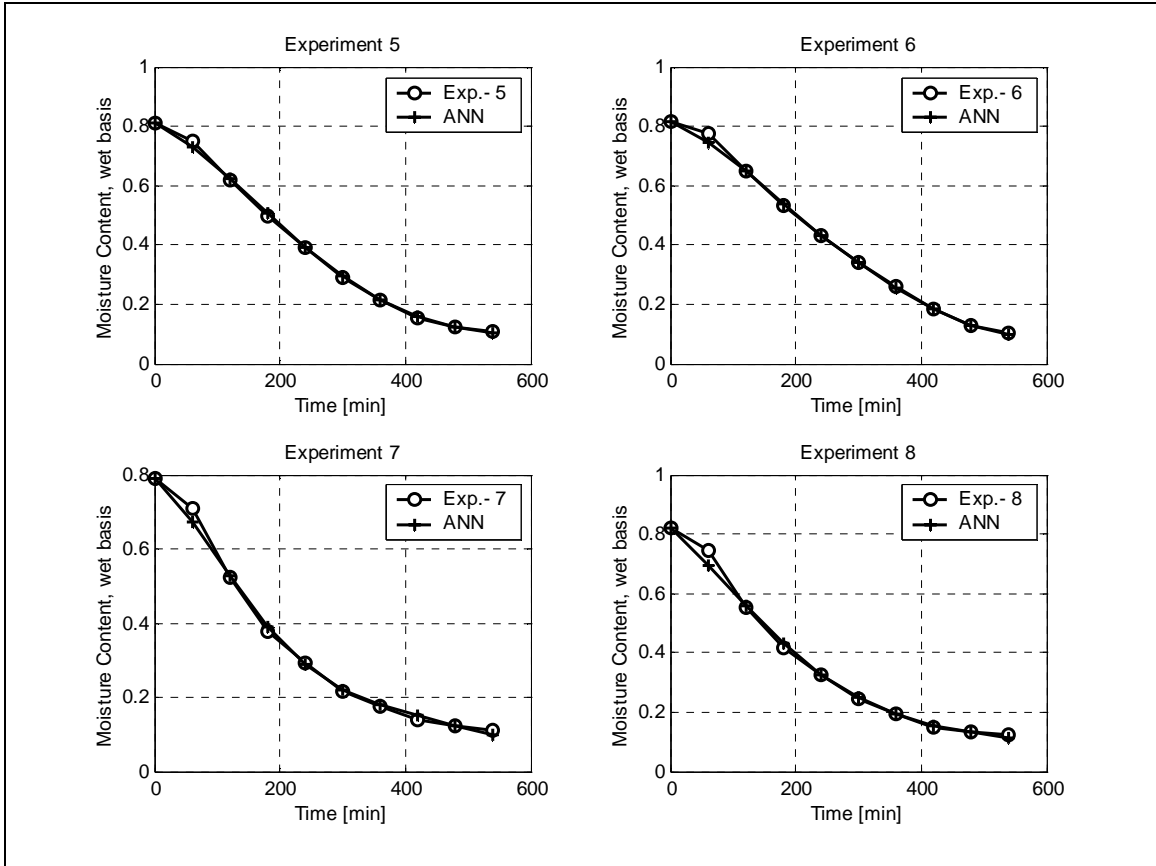 Experiment 5
Moisture Content, wet basis
1
0.8
0.6
0.4
0.2
0
0 200 400 600
Time [min]
Exp.- 5
ANN
Experiment 6
Moisture Content, wet basis
1
0.8
0.6
0.4
0.2
0
0 200 400 600
Time [min]
Exp.- 6
ANN
Experiment 7
Moisture Content, wet basis
0.8
0.6
0.4
0.2
0
0 200 400 600
Time [min]
Exp.- 7
ANN
Experiment 8
Moisture Content, wet basis
1
0.8
0.6
0.4
0.2
0
0 200 400 600
Time [min]
Exp.- 8
ANN